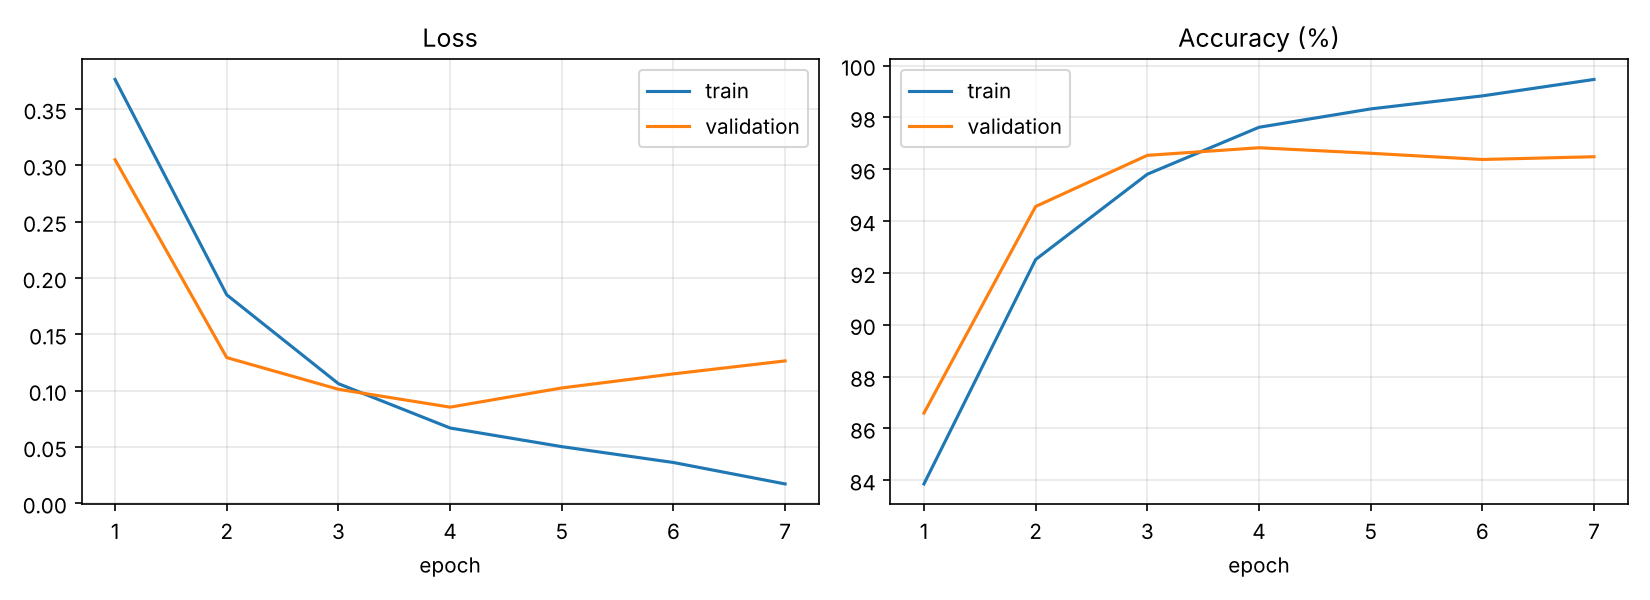 Loss
train
validation
0.35
0.30
0.25
0.20
0.15
0.10
0.05
0.00
1 2 3 4 5 6 7
epoch
Accuracy (%)
train
validation
100
98
96
94
92
90
88
86
84
1 2 3 4 5 6 7
epoch